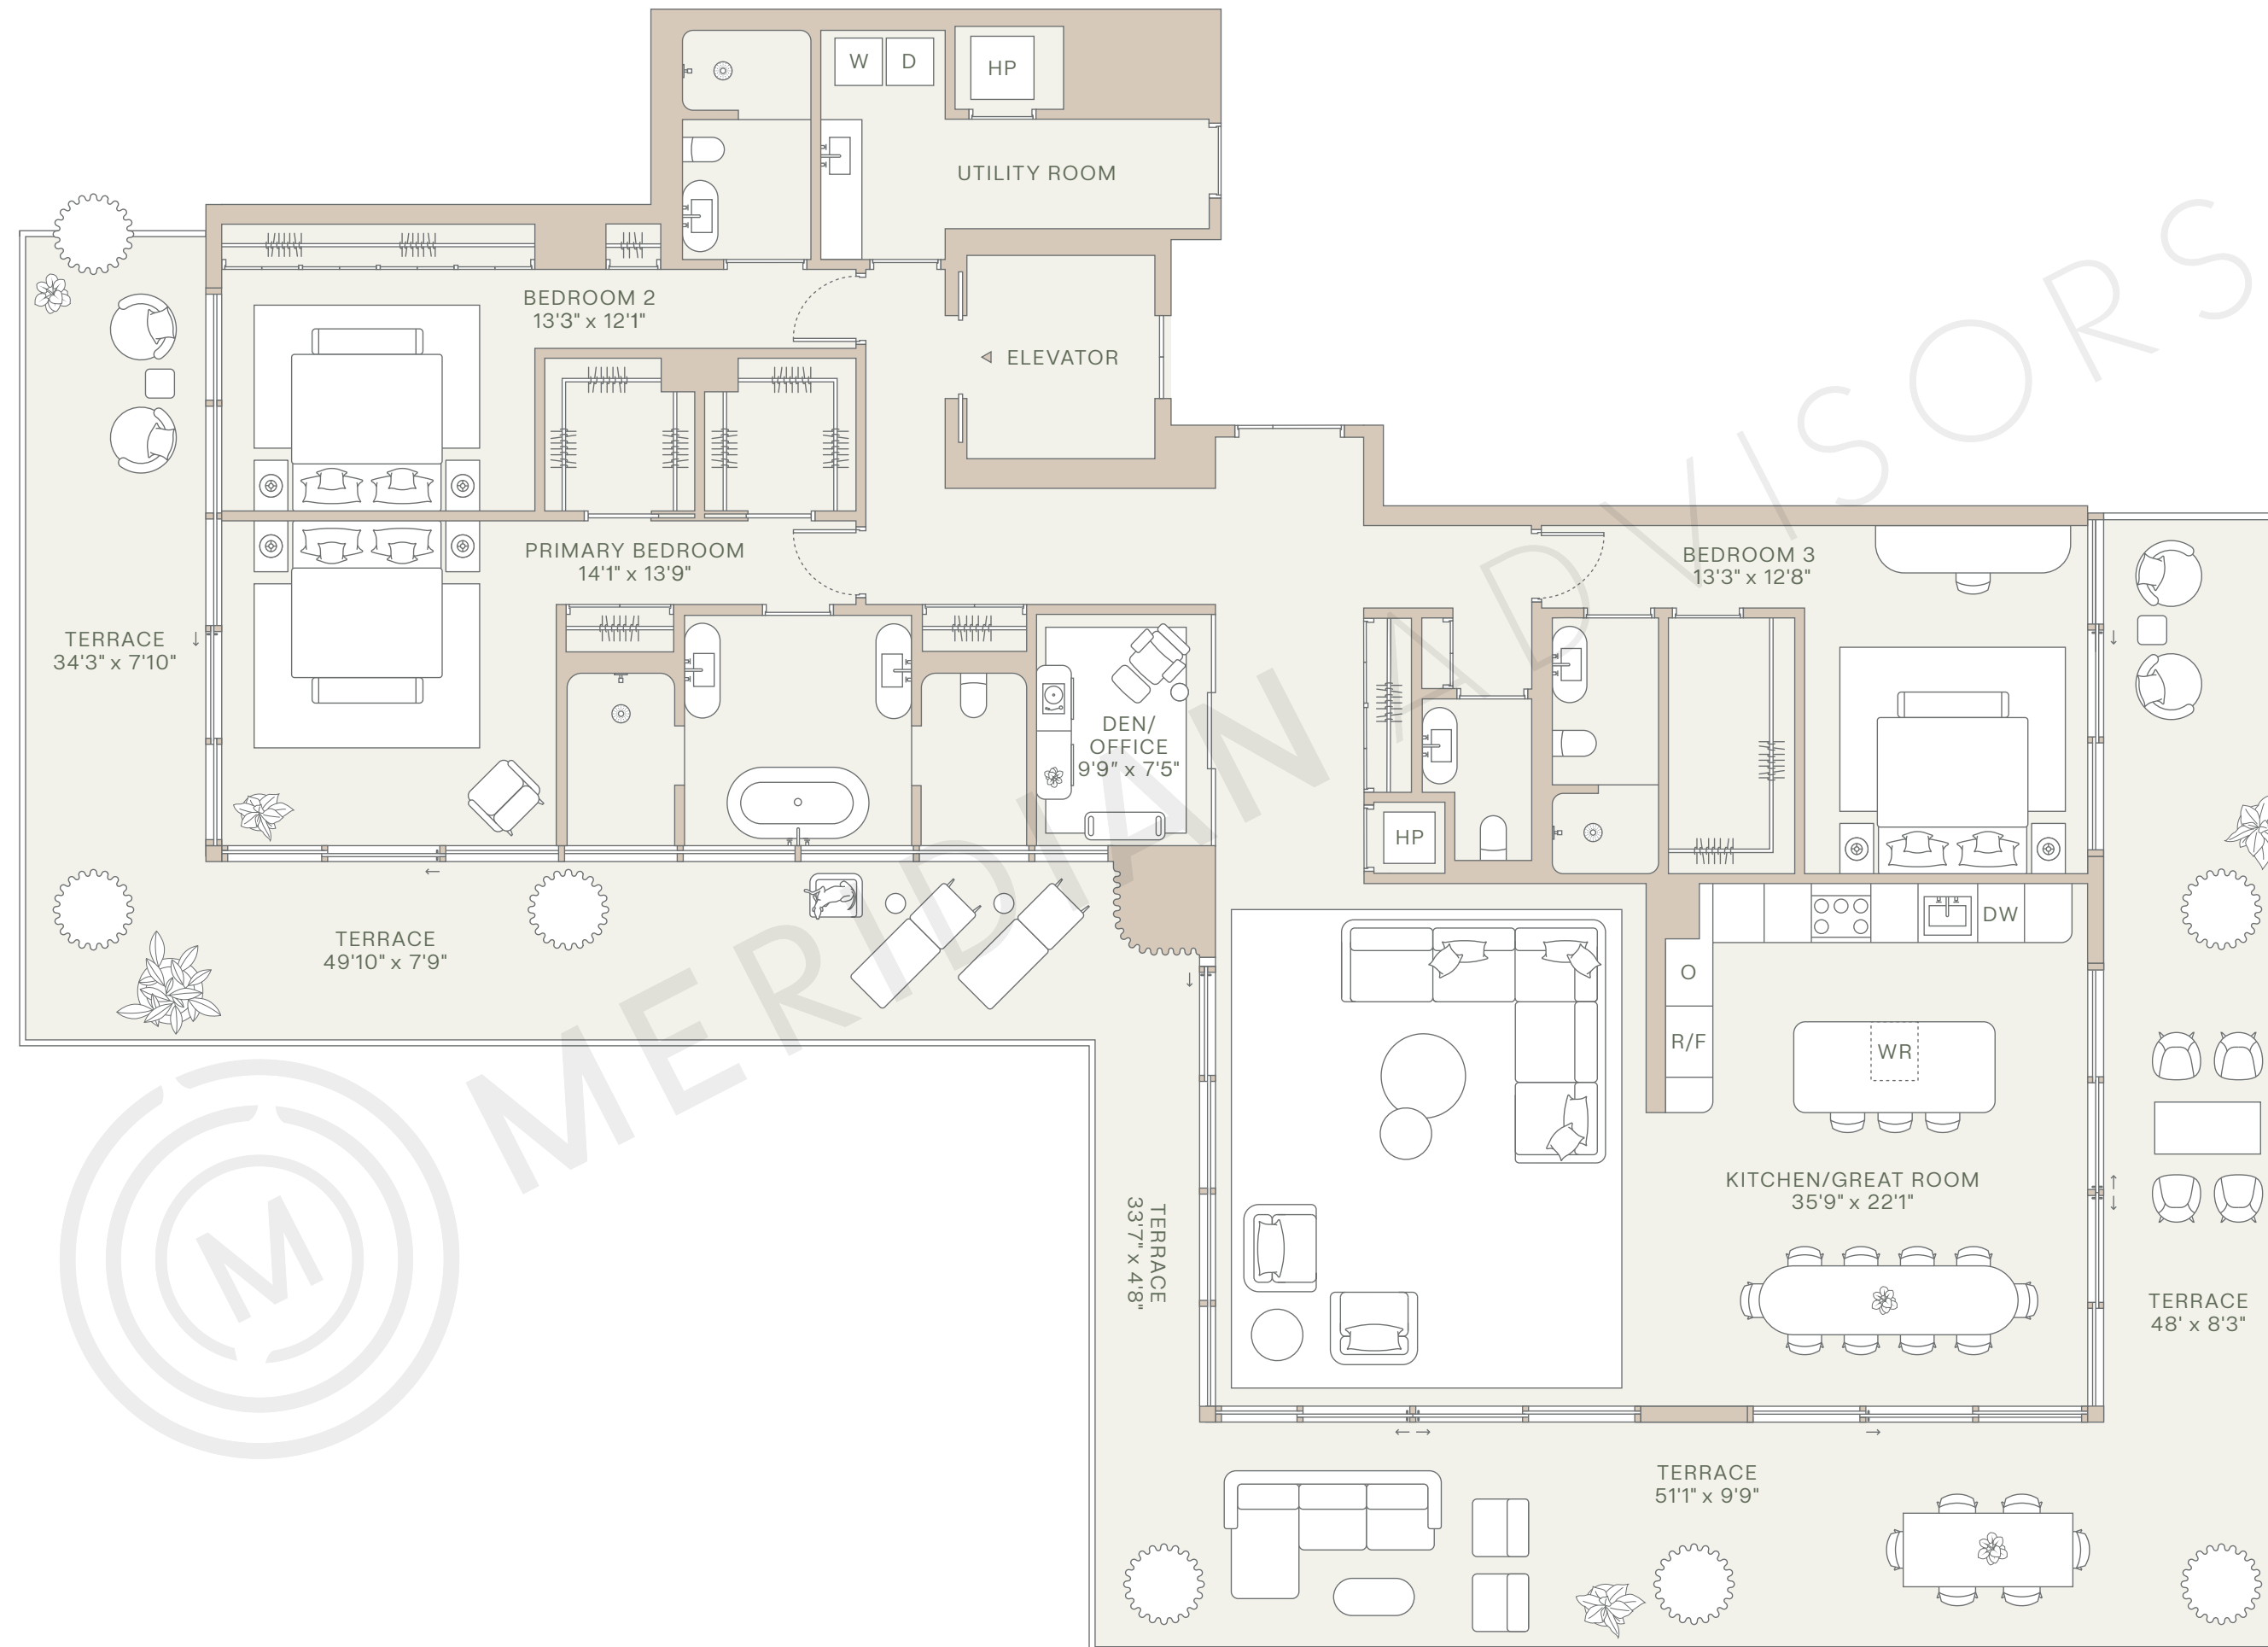 W
D
HP
UTILITY ROOM
BEDROOM 2
13'3" x 12'1"
ELEVATOR
PRIMARY BEDROOM
14'1" x 13'9"
BEDROOM 3
13'3" x 12'8"
TERRACE
34'3" x 7'10"
DEN/
OFFICE
9'9" x 7'5"
HP
DW
O
R/F
WR
TERRACE
49'10" x 7'9"
KITCHEN/GREAT ROOM
35'9" x 22'1"
TERRACE
33'7" x 4'8"
TERRACE
48' x 8'3"
TERRACE
51'1" x 9'9"
M
MERIDIAN ADVISORS